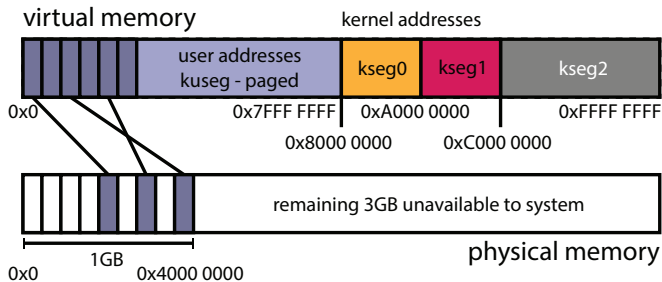 virtual memory
kernel addresses
user addresses
kuseg - paged
kseg0
kseg1
kseg2
0x0
0x7FFF FFFF
0xA000 0000
0xFFFF FFFF
0x8000 0000
0xC000 0000
remaining 3GB unavailable to system
1GB
physical memory
0x0
0x4000 0000